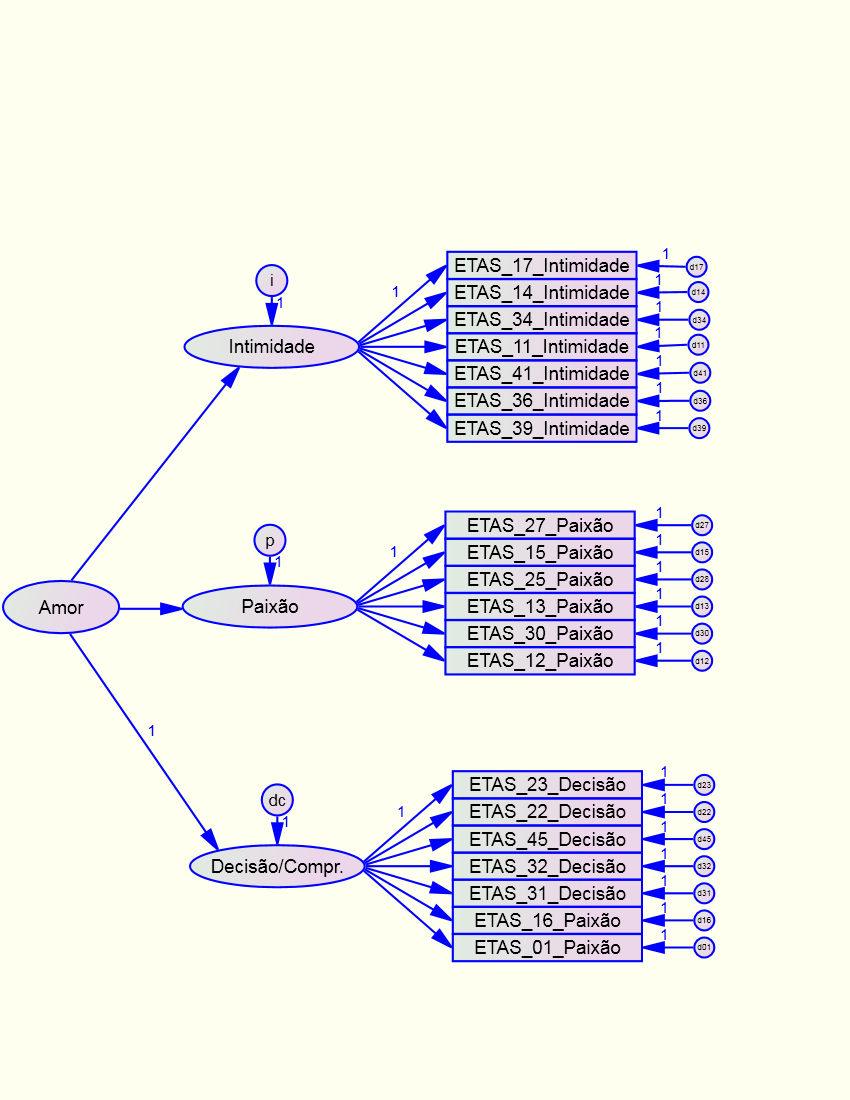 1 ETAS_17_Intimidade 1 d17
i 1 ETAS_14_Intimidade 1 d14
ETAS_34_Intimidade 1 d34
Intimidade ETAS_11_Intimidade 1 d11
ETAS_41_Intimidade 1 d41
ETAS_36_Intimidade 1 d36
ETAS_39_Intimidade 1 d39
1 ETAS_27_Paixão 1 d27
p 1 ETAS_15_Paixão 1 d15
ETAS_25_Paixão 1 d28
Amor Paixão ETAS_13_Paixão 1 d13
ETAS_30_Paixão 1 d30
ETAS_12_Paixão 1 d12
1
1 ETAS_23_Decisão 1 d23
dc 1 ETAS_22_Decisão 1 d22
ETAS_45_Decisão 1 d45
Decisão/Compr. ETAS_32_Decisão 1 d32
ETAS_31_Decisão 1 d31
ETAS_16_Paixão 1 d16
ETAS_01_Paixão 1 d01